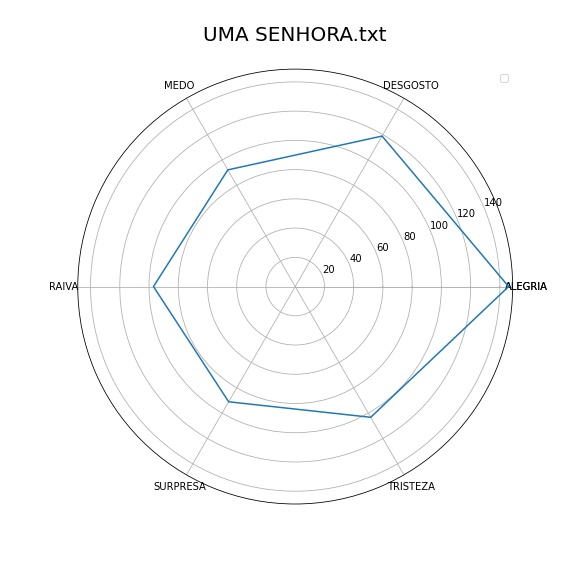 UMA SENHORA.txt
MEDO
DESGOSTO
140
120
100
80
60
40
20
RAIVA
ALEGRIA
SURPRESA
TRISTEZA